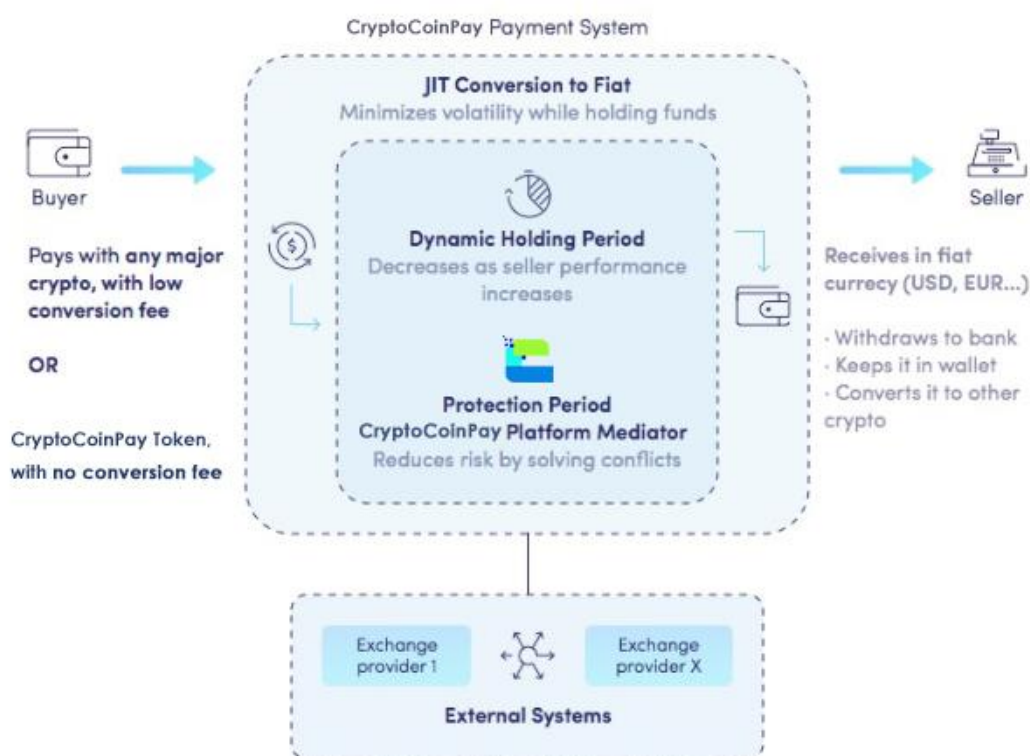 CryptoCoinPay Payment System
JIT Conversion to Fiat
Minimizes volatility while holding funds
Buyer
Pays with any major
crypto, with low
conversion fee
OR
CryptoCoinPay Token,
with no conversion fee
$
Dynamic Holding Period
Decreases as seller performance
increases
Protection Period
CryptoCoinPay Platform Mediator
Reduces risk by solving conflicts
Seller
Receives in fiat
currecy (USD, EUR...)
· Withdraws to bank
· Keeps it in wallet
· Converts it to other
crypto
Exchange
provider 1
Exchange
provider X
External Systems